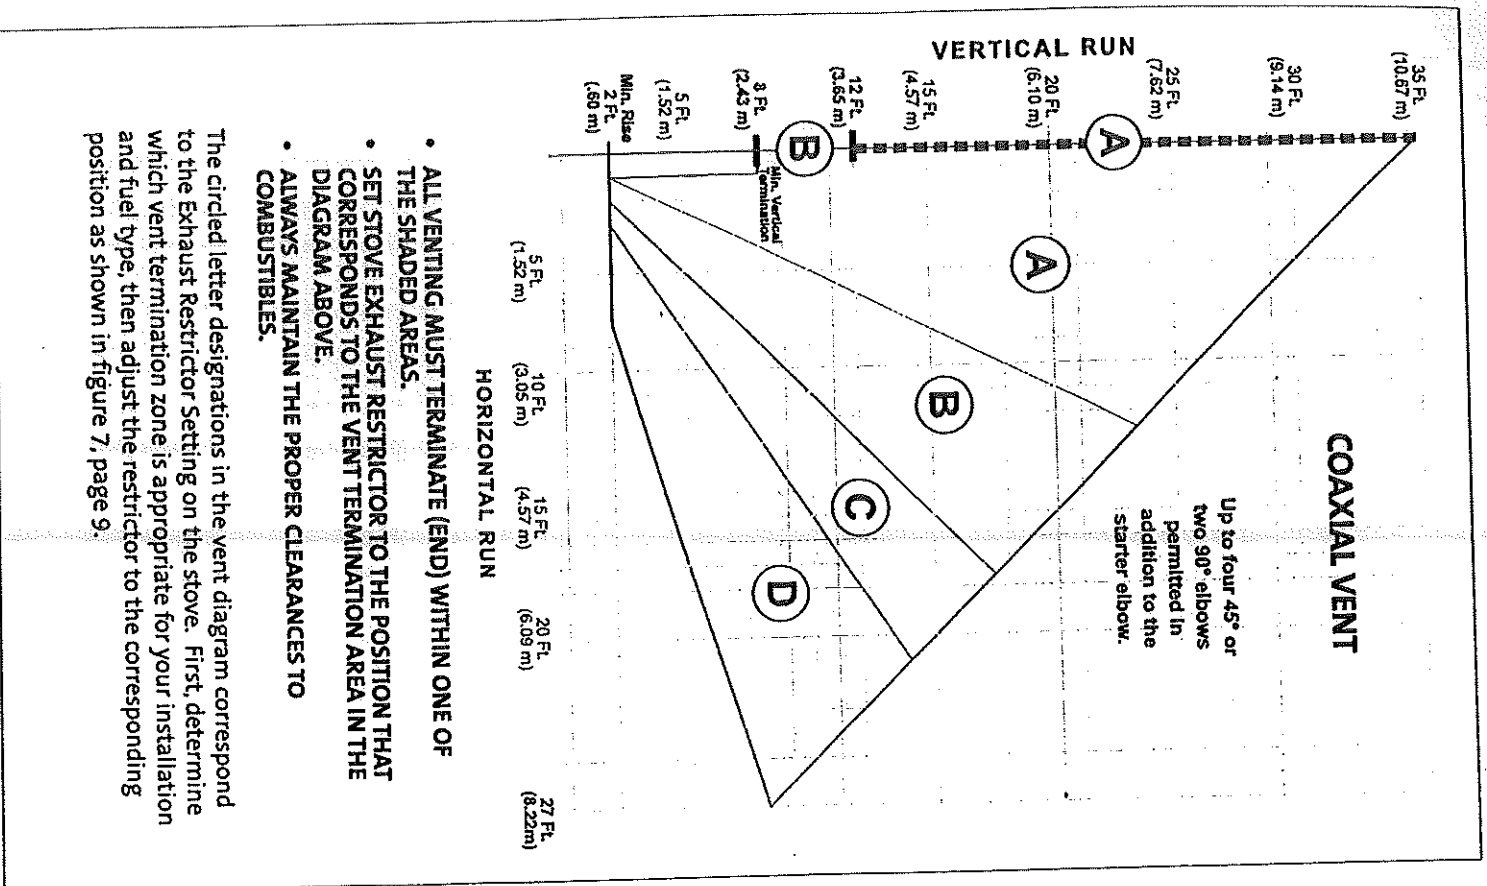 COAXIAL VENT
Up to four 45° or
two 90° elbows
permitted in
addition to the
starter elbow.
VERTICAL RUN
35 Ft.
(10.67 m)
30 Ft.
(9.14 m)
25 Ft.
(7.62 m)
20 Ft.
(6.10 m)
15 Ft.
(4.57 m)
12 Ft.
(3.65 m)
8 Ft.
(2.43 m)
5 Ft.
(1.52 m)
Min. Rise
2 Ft.
(.60 m)
A
A
B
B
C
D
Min. Vertical
Termination
5 Ft.
(1.52 m)
10 Ft.
(3.05 m)
15 Ft.
(4.57 m)
20 Ft.
(6.09 m)
27 Ft.
(8.22m)
HORIZONTAL RUN
• ALL VENTING MUST TERMINATE (END) WITHIN ONE OF
THE SHADED AREAS.
• SET STOVE EXHAUST RESTRICTOR TO THE POSITION THAT
CORRESPONDS TO THE VENT TERMINATION AREA IN THE
DIAGRAM ABOVE.
• ALWAYS MAINTAIN THE PROPER CLEARANCES TO
COMBUSTIBLES.
The circled letter designations in the vent diagram correspond
to the Exhaust Restrictor Setting on the stove. First, determine
which vent termination zone is appropriate for your installation
and fuel type, then adjust the restrictor to the corresponding
position as shown in figure 7, page 9.